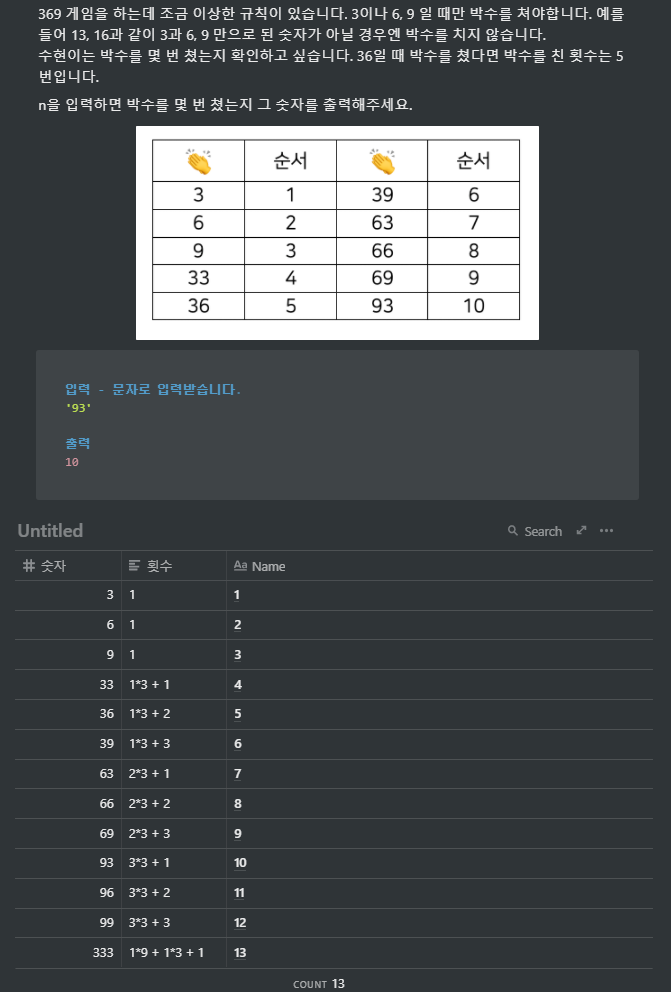 369 게임을 하는데 조금 이상한 규칙이 있습니다. 3이나 6, 9 일 때만 박수를 쳐야합니다. 예를
들어 13, 16과 같이 3과 6, 9 만으로 된 숫자가 아닐 경우엔 박수를 치지 않습니다.
수현이는 박수를 몇 번 쳤는지 확인하고 싶습니다. 36일 때 박수를 쳤다면 박수를 친 횟수는 5
번입니다.
n을 입력하면 박수를 몇 번 쳤는지 그 숫자를 출력해주세요.
👏 순서 👏 순서
3 1 39 6
6 2 63 7
9 3 66 8
33 4 69 9
36 5 93 10
입력 - 문자로 입력받습니다.
'93'
출력
10
Untitled Search
숫자 횟수 Aa Name
3 1 1
6 1 2
9 1 3
33 1*3 + 1 4
36 1*3 + 2 5
39 1*3 + 3 6
63 2*3 + 1 7
66 2*3 + 2 8
69 2*3 + 3 9
93 3*3 + 1 10
96 3*3 + 2 11
99 3*3 + 3 12
333 1*9 + 1*3 + 1 13
COUNT 13